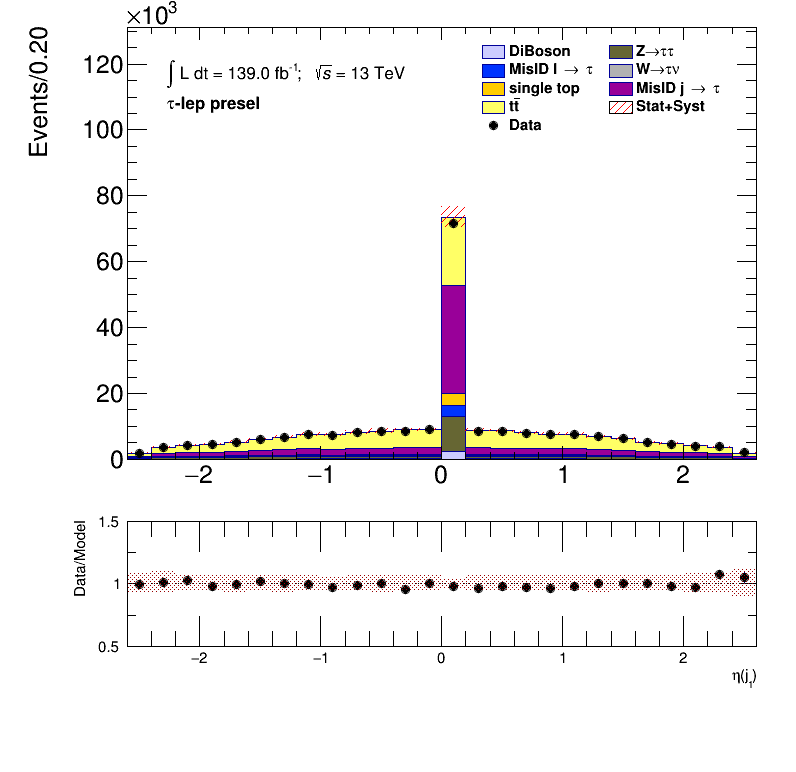 ×10³
Events/0.20
120
100
80
60
40
20
0
∫ L dt = 139.0 fb⁻¹; √s = 13 TeV
τ-lep presel
DiBoson
MisID l → τ
single top
tt̄
Data
Z→ττ
W→τν
MisID j → τ
Stat+Syst
−2 −1 0 1 2
Data/Model
1.5
1
0.5
−2 −1 0 1 2
η(j₁)